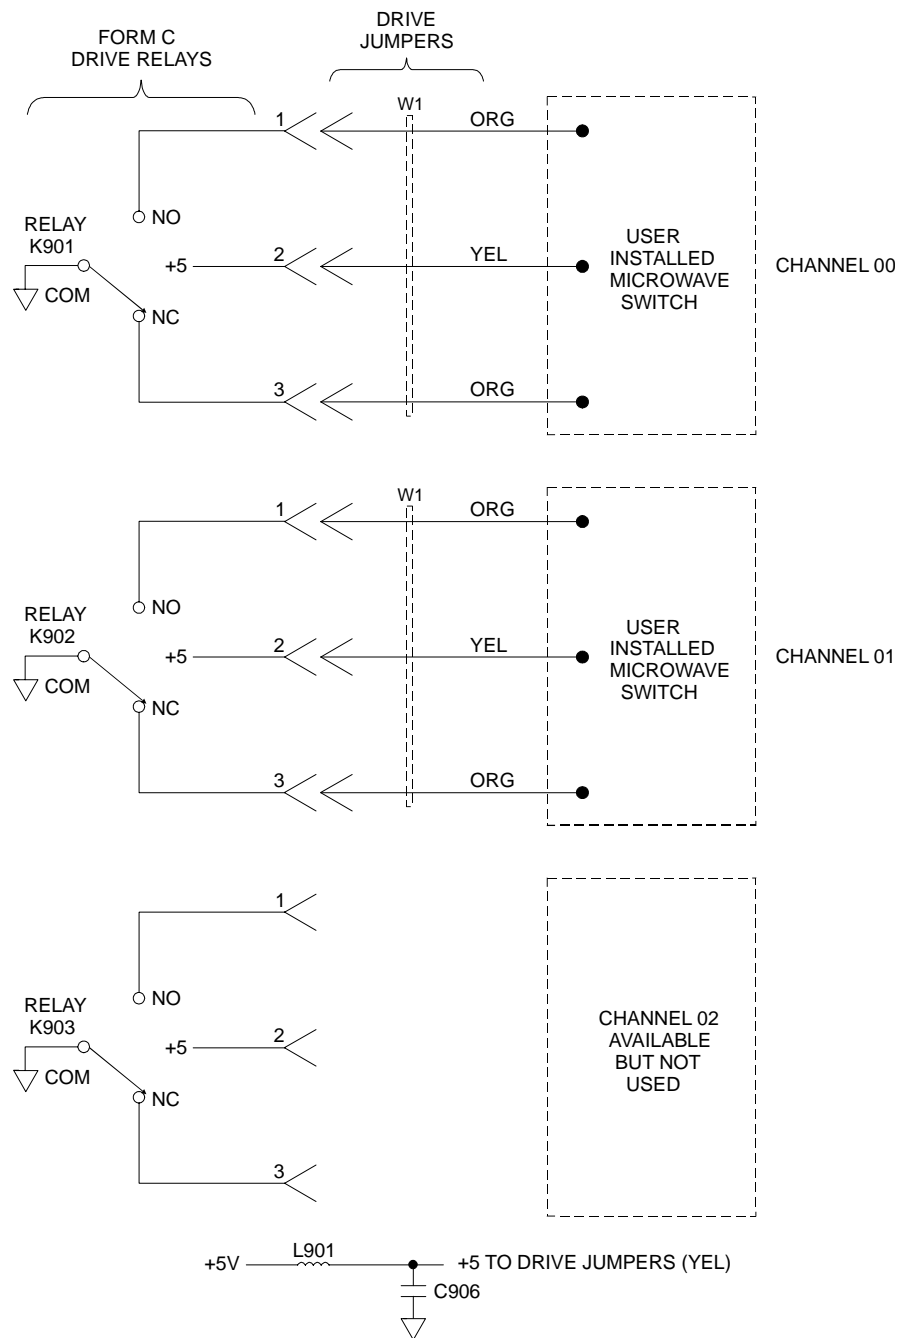 FORM C
DRIVE RELAYS
DRIVE
JUMPERS
1
W1
ORG
NO
RELAY
K901
+5
2
YEL
COM
NC
USER
INSTALLED
MICROWAVE
SWITCH
CHANNEL 00
3
ORG
1
W1
ORG
NO
RELAY
K902
+5
2
YEL
COM
NC
USER
INSTALLED
MICROWAVE
SWITCH
CHANNEL 01
3
ORG
1
NO
RELAY
K903
+5
2
COM
NC
CHANNEL 02
AVAILABLE
BUT NOT
USED
3
+5V
L901
+5 TO DRIVE JUMPERS (YEL)
C906